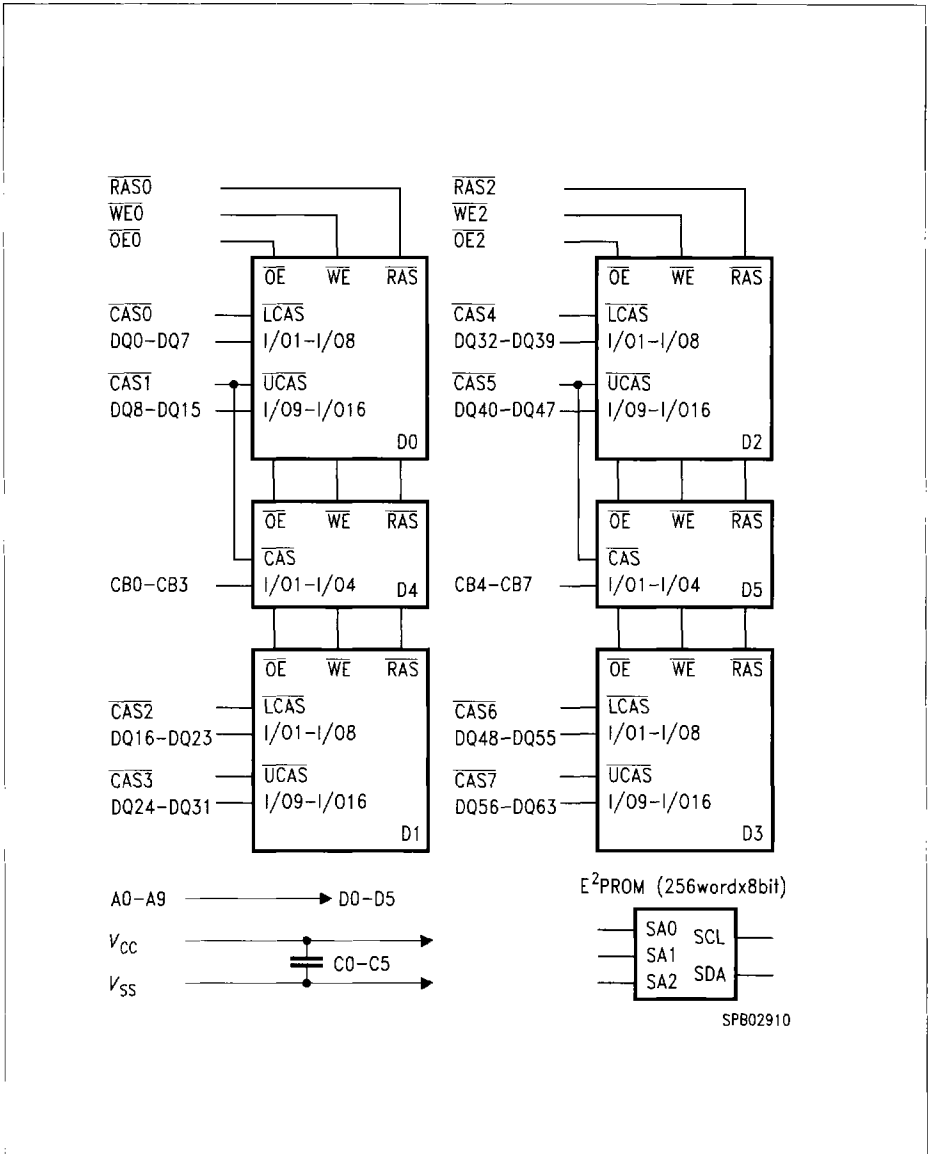 RAS0
WE0
OE0
OE WE RAS
CAS0
LCAS
DQ0-DQ7
I/O1-I/O8
CAS1
UCAS
DQ8-DQ15
I/O9-I/O16
D0
OE WE RAS
CAS
CB0-CB3
I/O1-I/O4
D4
OE WE RAS
CAS2
LCAS
DQ16-DQ23
I/O1-I/O8
CAS3
UCAS
DQ24-DQ31
I/O9-I/O16
D1
RAS2
WE2
OE2
OE WE RAS
CAS4
LCAS
DQ32-DQ39
I/O1-I/O8
CAS5
UCAS
DQ40-DQ47
I/O9-I/O16
D2
OE WE RAS
CAS
CB4-CB7
I/O1-I/O4
D5
OE WE RAS
CAS6
LCAS
DQ48-DQ55
I/O1-I/O8
CAS7
UCAS
DQ56-DQ63
I/O9-I/O16
D3
A0-A9
D0-D5
VCC
C0-C5
VSS
E²PROM (256wordx8bit)
SA0 SCL
SA1
SA2 SDA
SPB02910